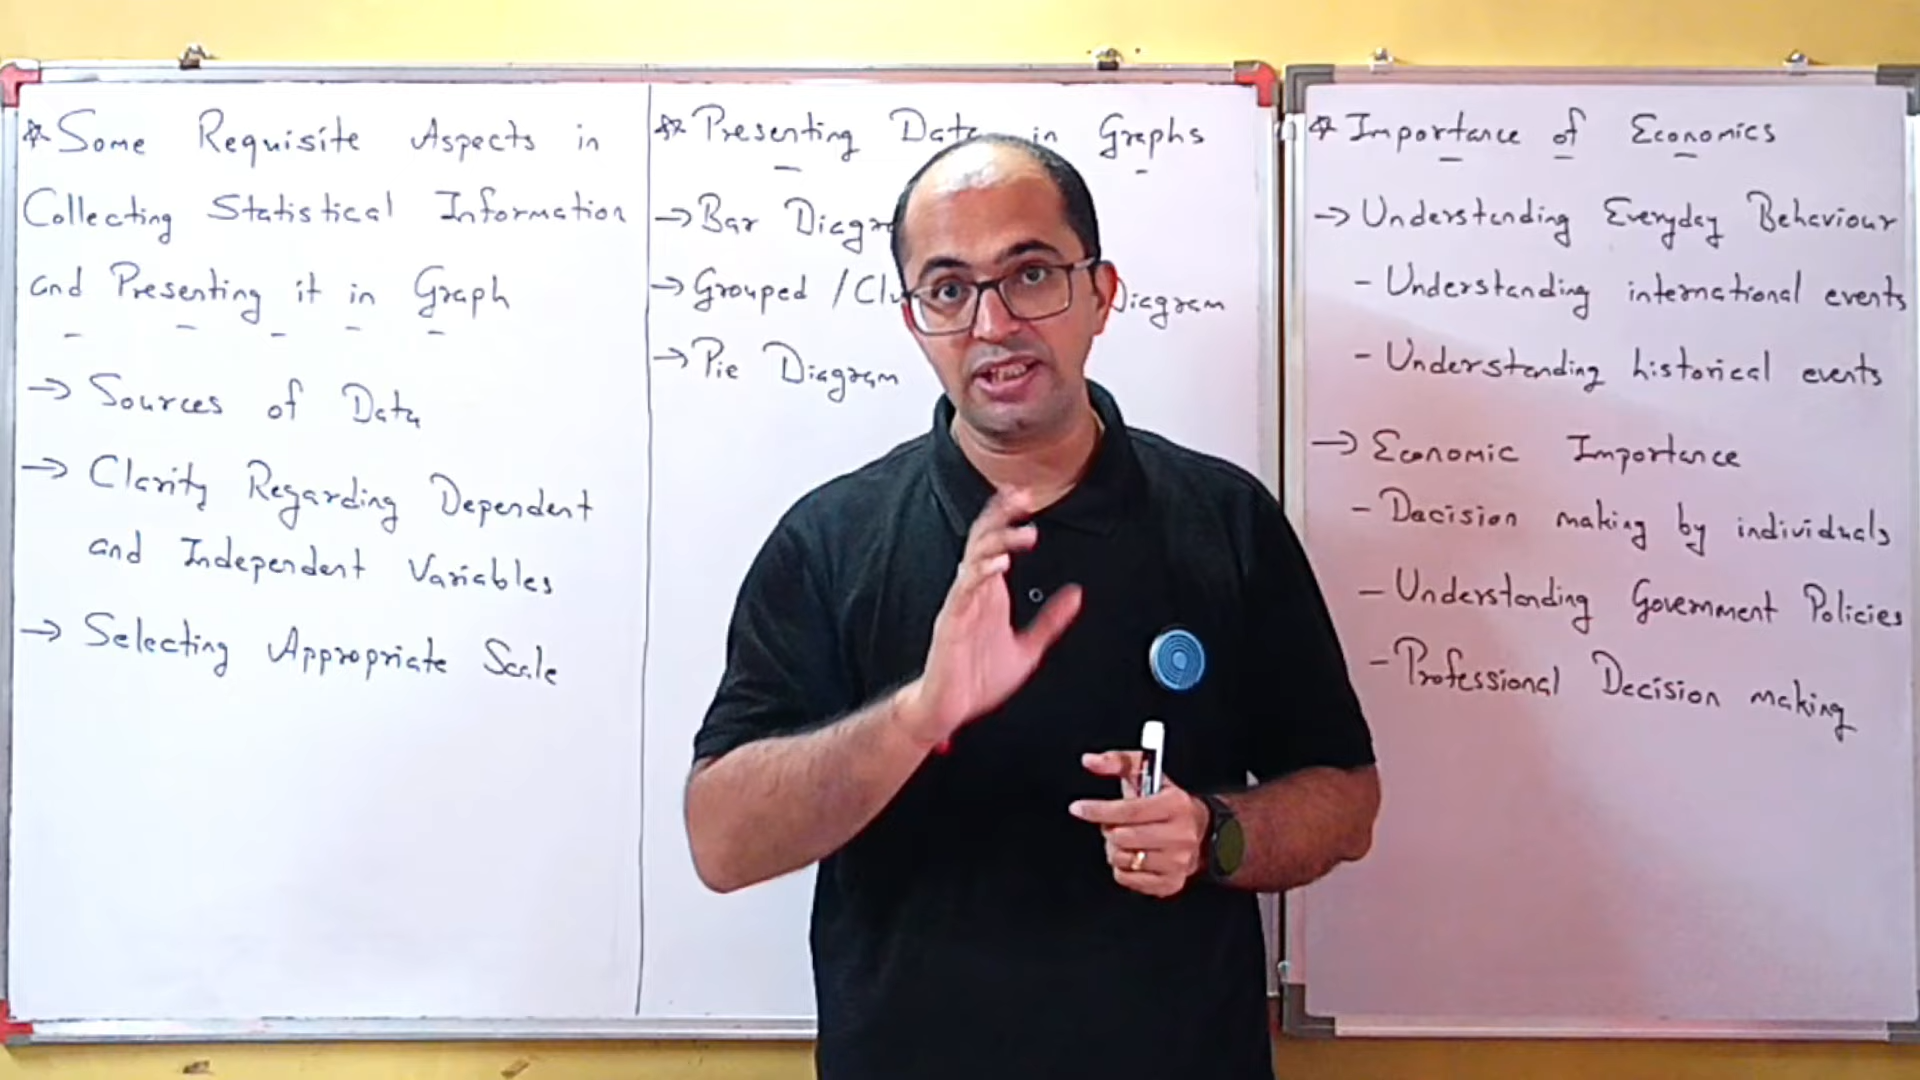 * Some Requisite Aspects in
Collecting Statistical Information
and Presenting it in Graph
→ Sources of Data
→ Clarity Regarding Dependent
and Independent Variables
→ Selecting Appropriate Scale
* Presenting Data in Graphs
→ Bar
→ Grouped / Diagram
→ Pie Diagram
* Importance of Economics
→ Understanding Everyday Behaviour
- Understanding international events
- Understanding historical events
→ Economic Importance
- Decision making by individuals
- Understanding Government Policies
- Professional Decision making